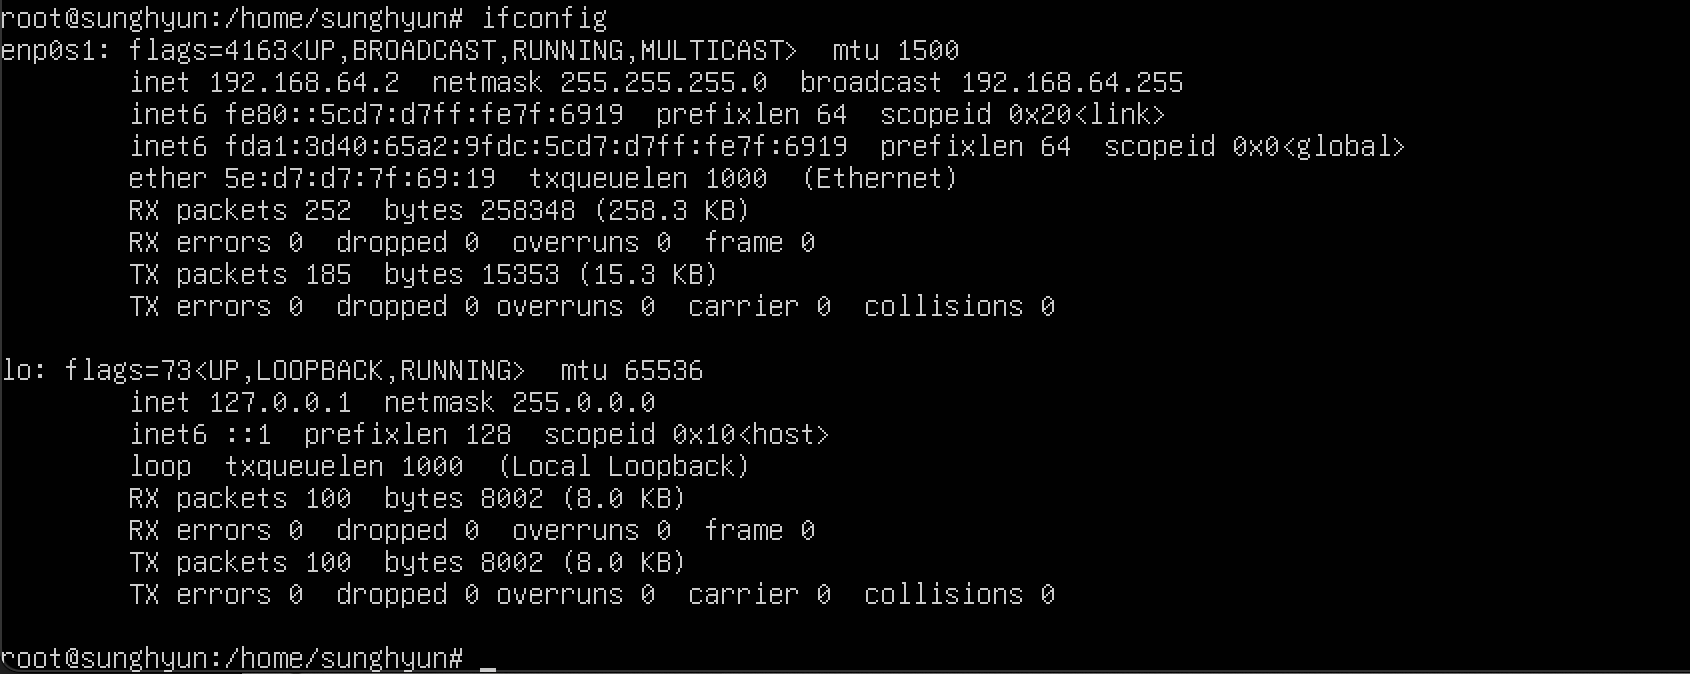 root@sunghyun:/home/sunghyun# ifconfig
enp0s1: flags=4163<UP,BROADCAST,RUNNING,MULTICAST>  mtu 1500
        inet 192.168.64.2  netmask 255.255.255.0  broadcast 192.168.64.255
        inet6 fe80::5cd7:d7ff:fe7f:6919  prefixlen 64  scopeid 0x20<link>
        inet6 fda1:3d40:65a2:9fdc:5cd7:d7ff:fe7f:6919  prefixlen 64  scopeid 0x0<global>
        ether 5e:d7:d7:7f:69:19  txqueuelen 1000  (Ethernet)
        RX packets 252  bytes 258348 (258.3 KB)
        RX errors 0  dropped 0  overruns 0  frame 0
        TX packets 185  bytes 15353 (15.3 KB)
        TX errors 0  dropped 0 overruns 0  carrier 0  collisions 0

lo: flags=73<UP,LOOPBACK,RUNNING>  mtu 65536
        inet 127.0.0.1  netmask 255.0.0.0
        inet6 ::1  prefixlen 128  scopeid 0x10<host>
        loop  txqueuelen 1000  (Local Loopback)
        RX packets 100  bytes 8002 (8.0 KB)
        RX errors 0  dropped 0  overruns 0  frame 0
        TX packets 100  bytes 8002 (8.0 KB)
        TX errors 0  dropped 0 overruns 0  carrier 0  collisions 0

root@sunghyun:/home/sunghyun# _